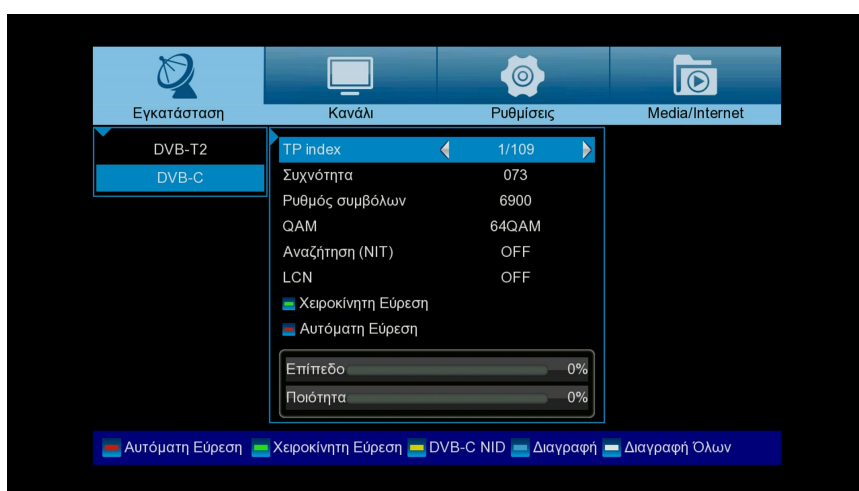 Εγκατάσταση Κανάλι Ρυθμίσεις Media/Internet
DVB-T2
DVB-C
TP index 1/109
Συχνότητα 073
Ρυθμός συμβόλων 6900
QAM 64QAM
Αναζήτηση (NIT) OFF
LCN OFF
Χειροκίνητη Εύρεση
Αυτόματη Εύρεση
Επίπεδο 0%
Ποιότητα 0%
Αυτόματη Εύρεση Χειροκίνητη Εύρεση DVB-C NID Διαγραφή Διαγραφή Όλων